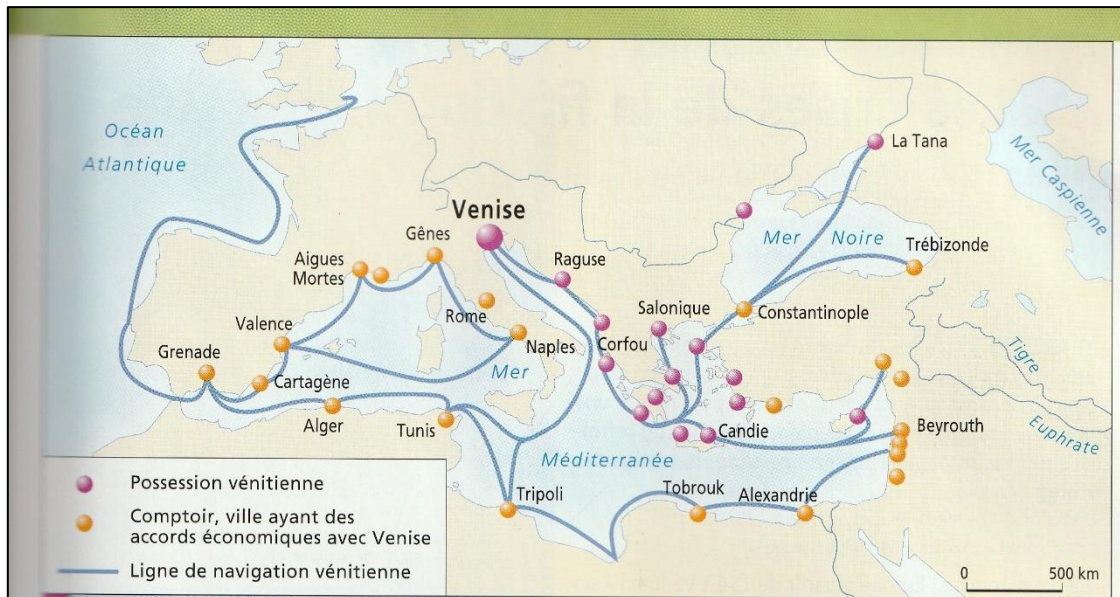 Océan
Atlantique
Mer Caspienne
La Tana
Venise
Gênes
Mer Noire
Trébizonde
Aigues
Mortes
Raguse
Salonique
Constantinople
Rome
Valence
Naples
Corfou
Tigre
Grenade
Mer
Cartagène
Candie
Beyrouth
Euphrate
Alger
Tunis
Méditerranée
Tripoli
Tobrouk
Alexandrie
Possession vénitienne
Comptoir, ville ayant des
accords économiques avec Venise
Ligne de navigation vénitienne
0 500 km